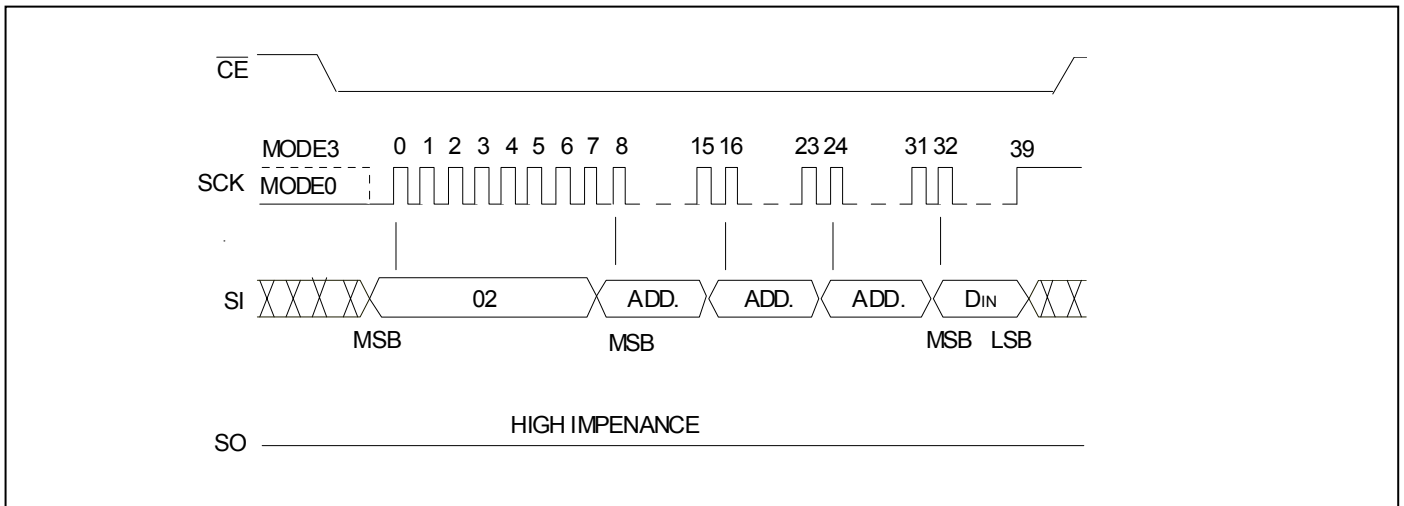 CE
MODE3 0 1 2 3 4 5 6 7 8 15 16 23 24 31 32 39
SCK MODE0
SI 02 ADD. ADD. ADD. DIN
MSB MSB MSB LSB
HIGH IMPENANCE
SO